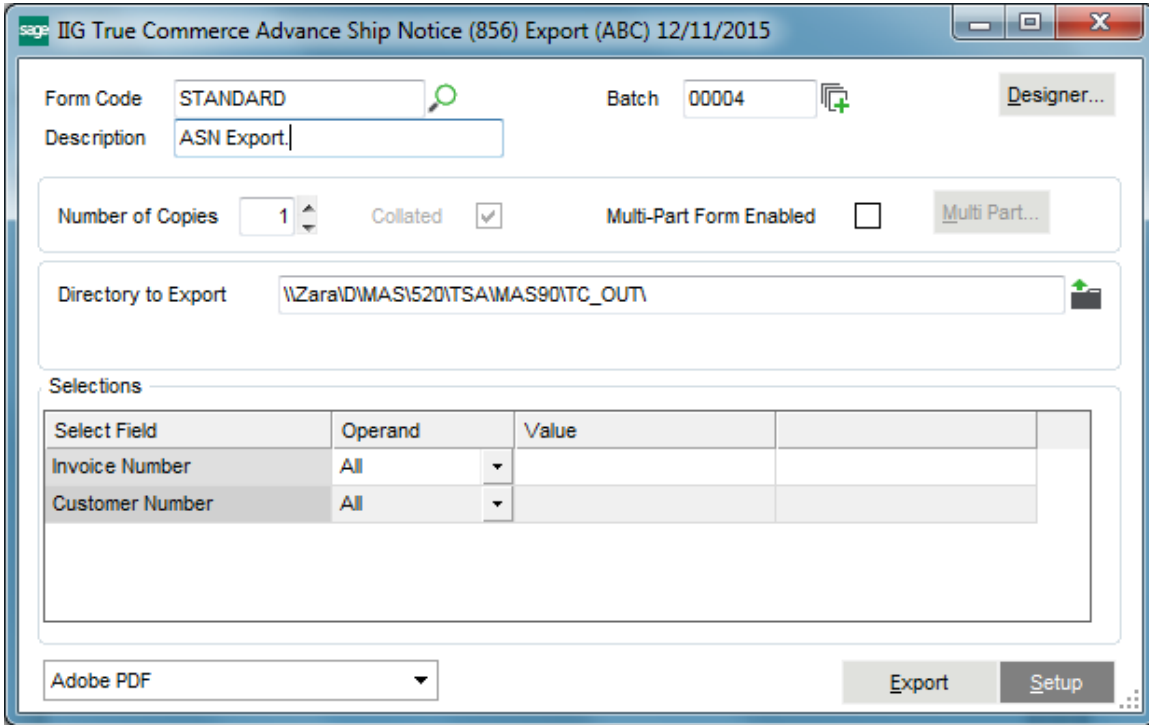 sage IIG True Commerce Advance Ship Notice (856) Export (ABC) 12/11/2015
Form Code STANDARD Batch 00004 Designer...
Description ASN Export.
Number of Copies 1 Collated Multi-Part Form Enabled Multi Part...
Directory to Export \\Zara\D\MAS\520\TSA\MAS90\TC_OUT\
Selections
Select Field Operand Value
Invoice Number All
Customer Number All
Adobe PDF Export Setup